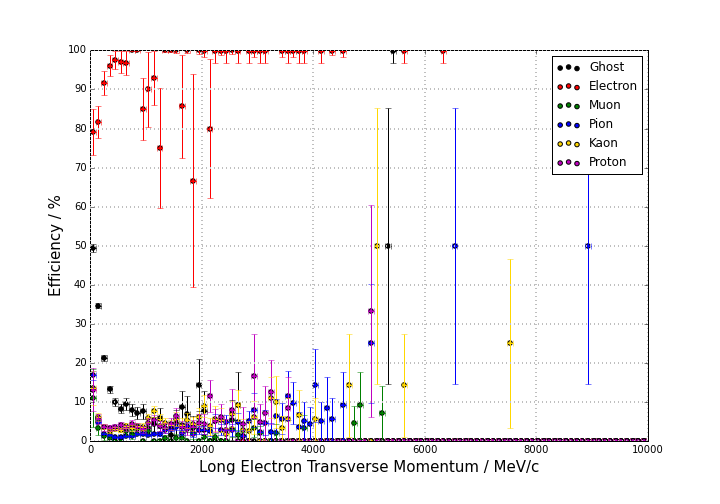 100
90
80
70
60
50
40
30
20
10
0
Efficiency / %
Ghost
Electron
Muon
Pion
Kaon
Proton
0
2000
4000
6000
8000
10000
Long Electron Transverse Momentum / MeV/c